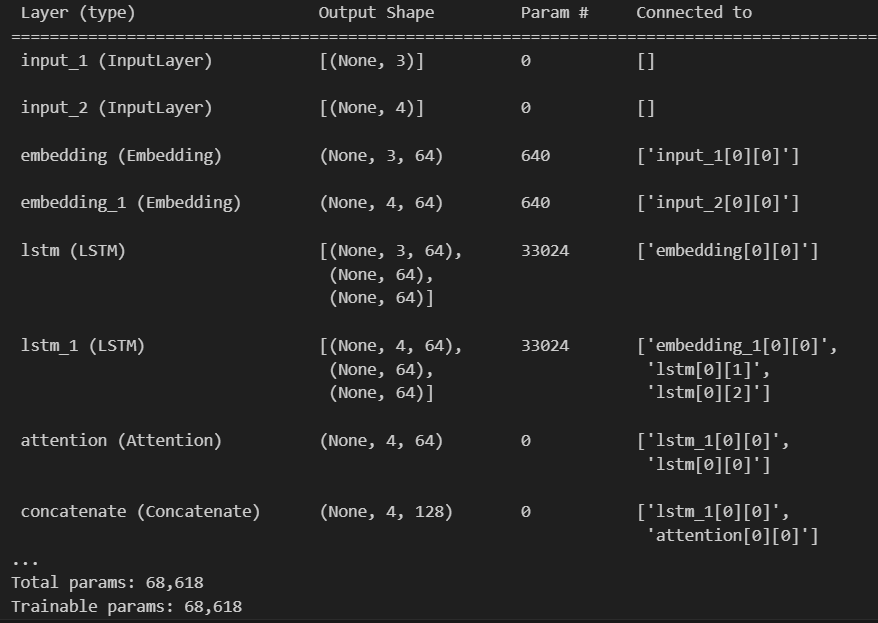 Layer (type) Output Shape Param # Connected to
==========================================================================================
input_1 (InputLayer) [(None, 3)] 0 []
input_2 (InputLayer) [(None, 4)] 0 []
embedding (Embedding) (None, 3, 64) 640 ['input_1[0][0]']
embedding_1 (Embedding) (None, 4, 64) 640 ['input_2[0][0]']
lstm (LSTM) [(None, 3, 64), 33024 ['embedding[0][0]']
(None, 64),
(None, 64)]
lstm_1 (LSTM) [(None, 4, 64), 33024 ['embedding_1[0][0]',
(None, 64), 'lstm[0][1]',
(None, 64)] 'lstm[0][2]']
attention (Attention) (None, 4, 64) 0 ['lstm_1[0][0]',
'lstm[0][0]']
concatenate (Concatenate) (None, 4, 128) 0 ['lstm_1[0][0]',
'attention[0][0]']
...
Total params: 68,618
Trainable params: 68,618